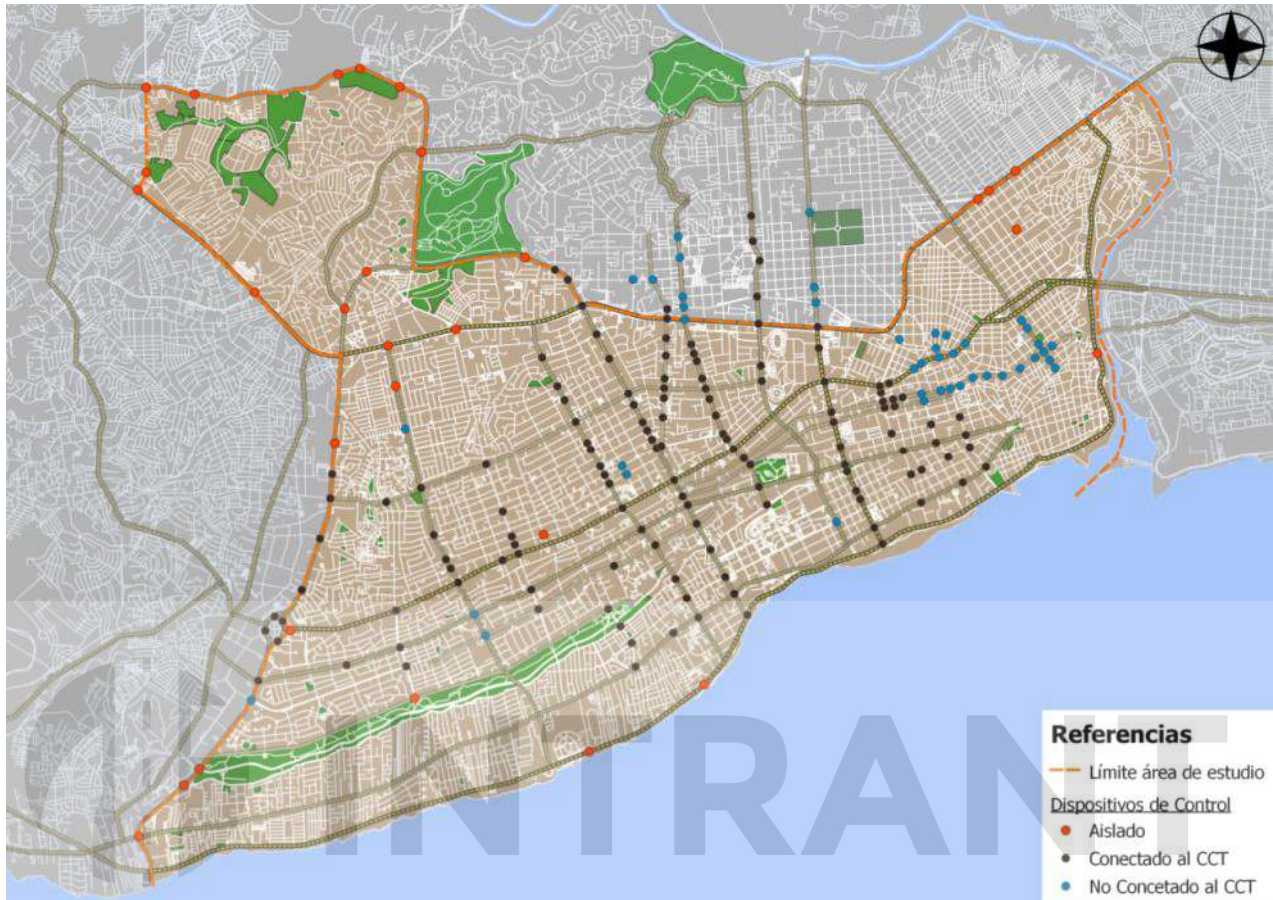 INTRANT
Referencias
Límite área de estudio
Dispositivos de Control
Aislado
Conectado al CCT
No Concetado al CCT